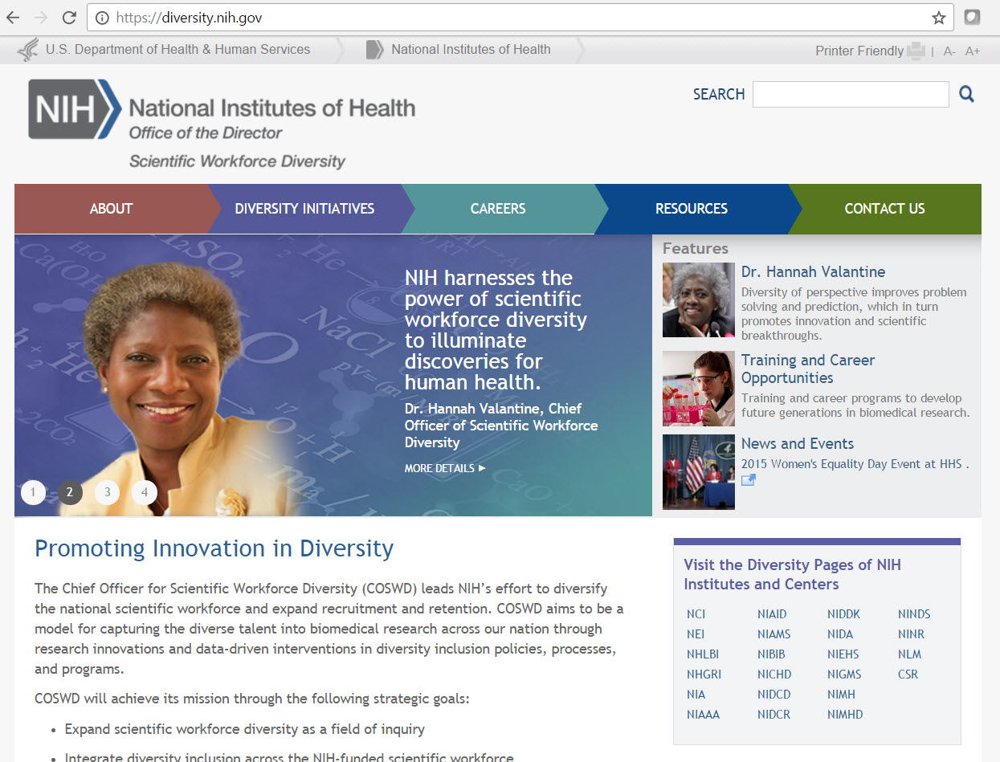 https://diversity.nih.gov
U.S. Department of Health & Human Services
National Institutes of Health
Printer Friendly | A- A+
NIH
National Institutes of Health
Office of the Director
Scientific Workforce Diversity
SEARCH
ABOUT
DIVERSITY INITIATIVES
CAREERS
RESOURCES
CONTACT US
NIH harnesses the
power of scientific
workforce diversity
to illuminate
discoveries for
human health.
Dr. Hannah Valantine, Chief
Officer of Scientific Workforce
Diversity
MORE DETAILS ►
1 2 3 4
H₂O
H₂SO
Ca(OH
He
NaCl
2CO₂
CaO
Features
Dr. Hannah Valantine
Diversity of perspective improves problem
solving and prediction, which in turn
promotes innovation and scientific
breakthroughs.
Training and Career
Opportunities
Training and career programs to develop
future generations in biomedical research.
News and Events
2015 Women's Equality Day Event at HHS .
Promoting Innovation in Diversity
The Chief Officer for Scientific Workforce Diversity (COSWD) leads NIH’s effort to diversify
the national scientific workforce and expand recruitment and retention. COSWD aims to be a
model for capturing the diverse talent into biomedical research across our nation through
research innovations and data-driven interventions in diversity inclusion policies, processes,
and programs.
COSWD will achieve its mission through the following strategic goals:
• Expand scientific workforce diversity as a field of inquiry
• Integrate diversity inclusion across the NIH-funded scientific workforce
Visit the Diversity Pages of NIH
Institutes and Centers
NCI NIAID NIDDK NINDS
NEI NIAMS NIDA NINR
NHLBI NIBIB NIEHS NLM
NHGRI NICHD NIGMS CSR
NIA NIDCD NIMH
NIAAA NIDCR NIMHD